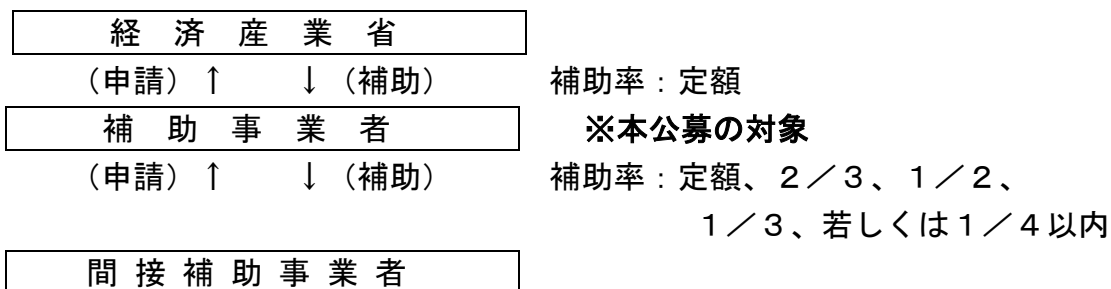 経済産業省
（申請）↑　↓（補助）　補助率：定額
補助事業者　※本公募の対象
（申請）↑　↓（補助）　補助率：定額、２／３、１／２、
１／３、若しくは１／４以内
間接補助事業者